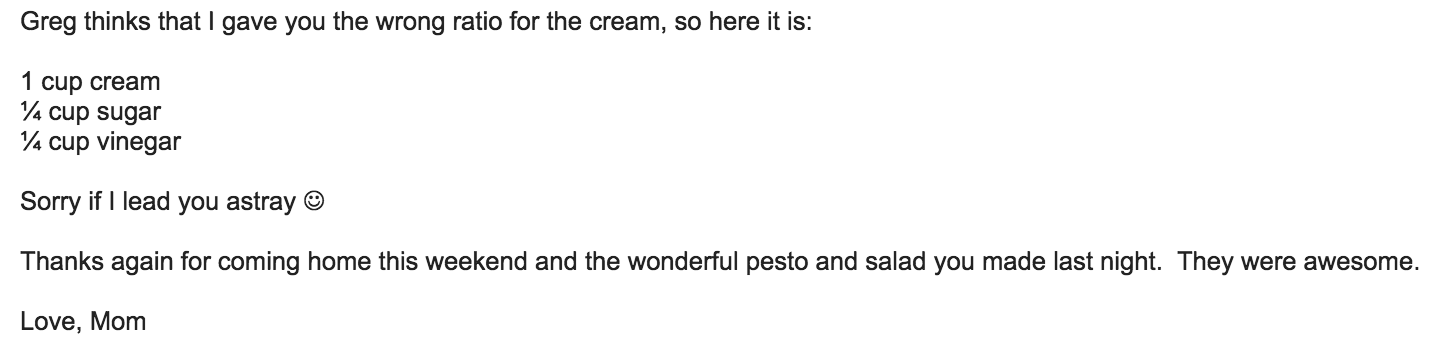 Greg thinks that I gave you the wrong ratio for the cream, so here it is:
1 cup cream
¼ cup sugar
¼ cup vinegar
Sorry if I lead you astray ☺
Thanks again for coming home this weekend and the wonderful pesto and salad you made last night.  They were awesome.
Love, Mom